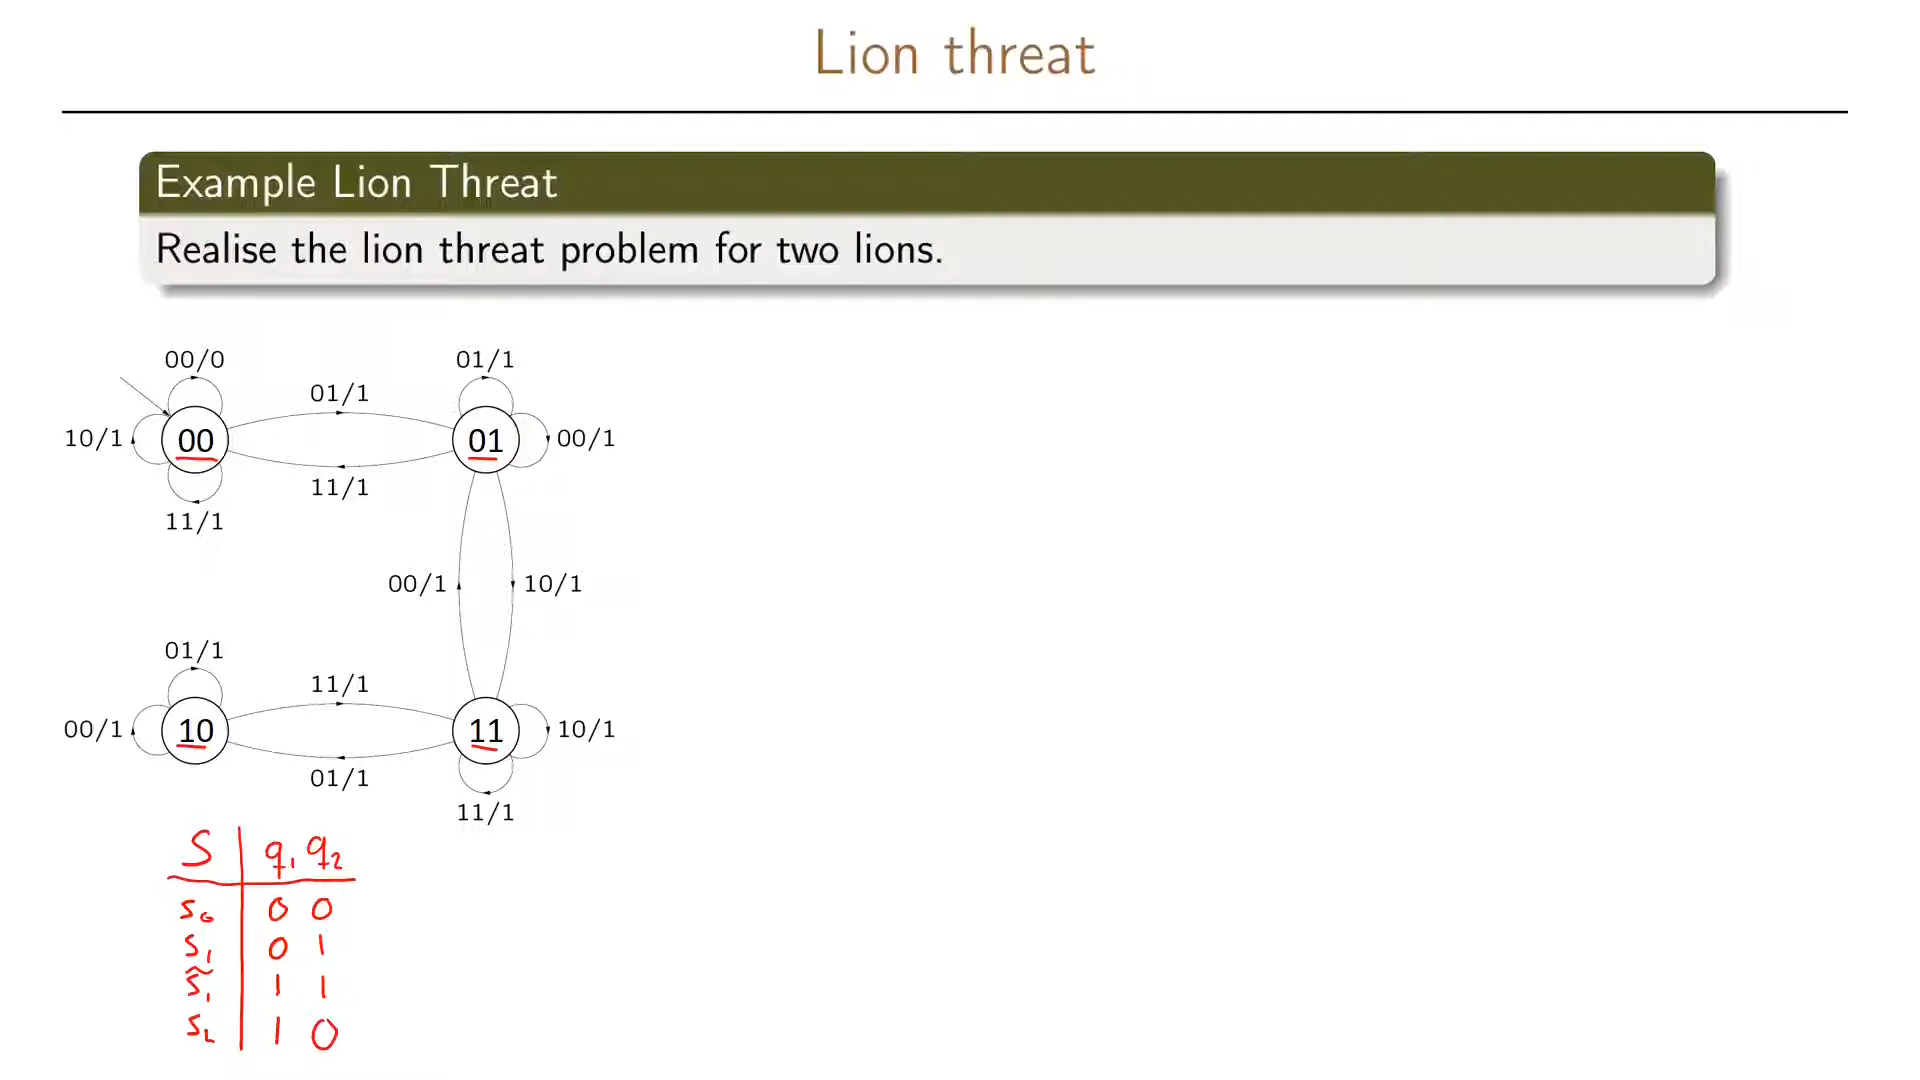 Lion threat
Example Lion Threat
Realise the lion threat problem for two lions.
00/0
01/1
01/1
10/1
00
01
00/1
11/1
11/1
00/1
10/1
01/1
11/1
00/1
10
11
10/1
01/1
11/1
S q₁ q₂
s₀ 0 0
s₁ 0 1
s̃₁ 1 1
s₂ 1 0